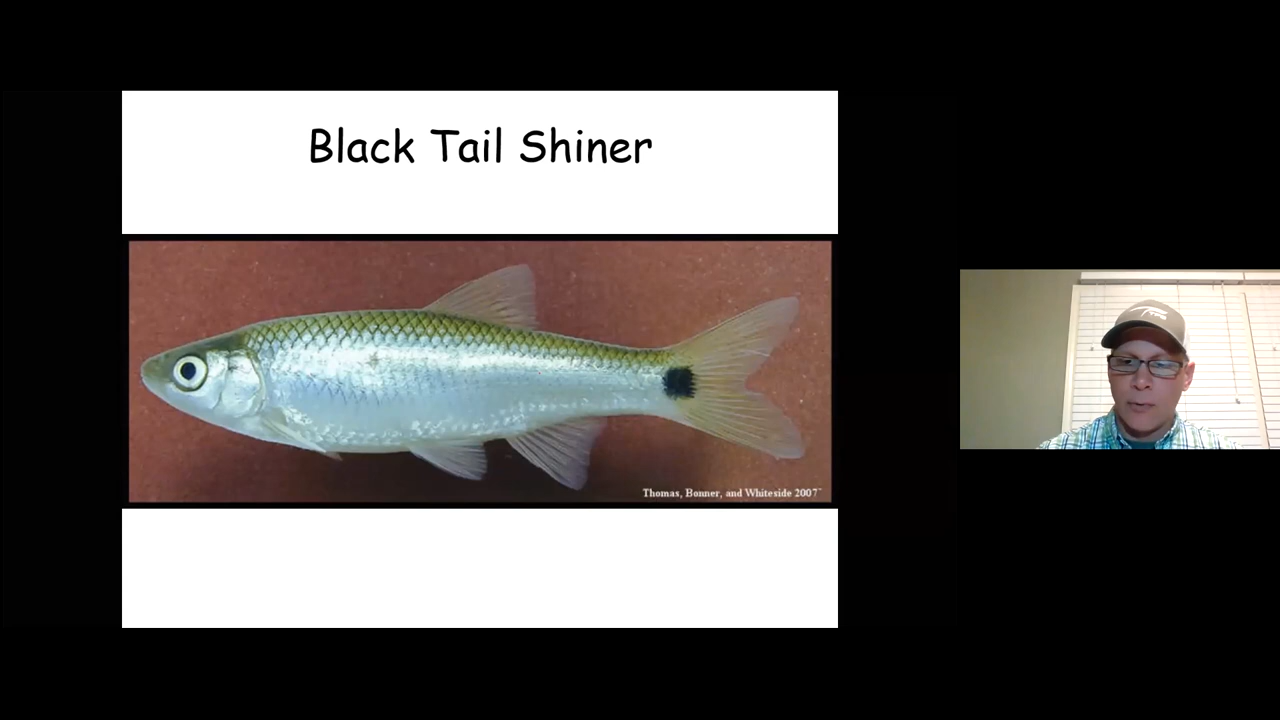 Black Tail Shiner
Thomas, Bonner, and Whiteside 2007